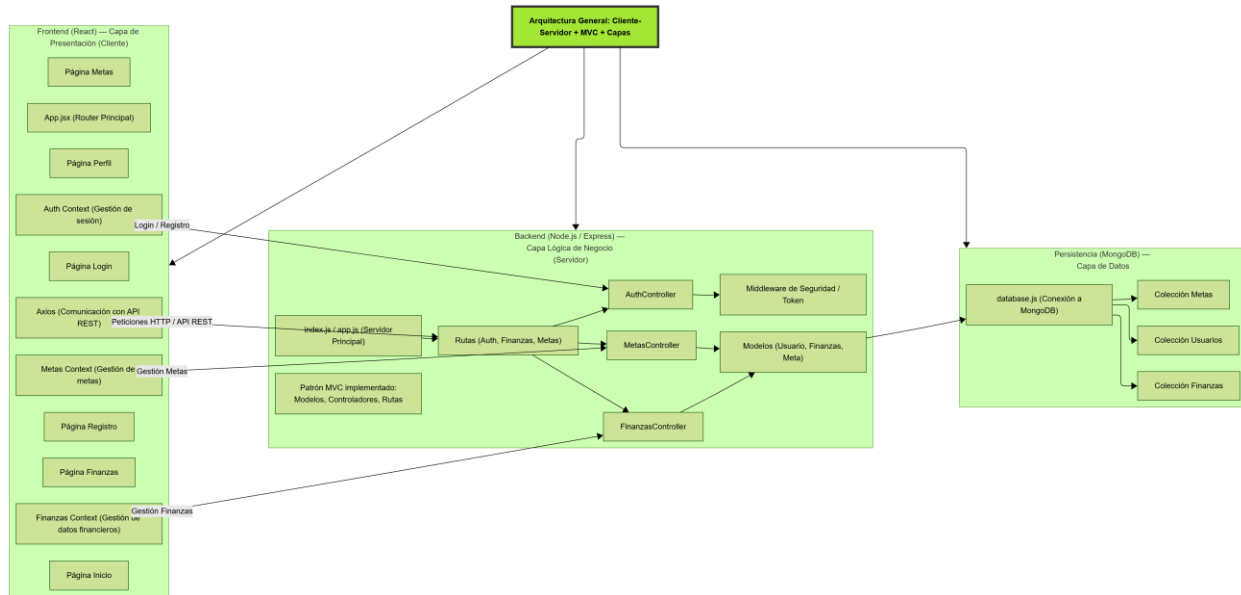 Arquitectura General: Cliente-
Servidor + MVC + Capas
Frontend (React) — Capa de
Presentación (Cliente)
Página Metas
App.jsx (Router Principal)
Página Perfil
Auth Context (Gestión de
sesión)
Login / Registro
Página Login
Axios (Comunicación con API
REST)
Peticiones HTTP / API REST
Metas Context (Gestión de
metas)
Gestión Metas
Página Registro
Página Finanzas
Finanzas Context (Gestión de
datos financieros)
Gestión Finanzas
Página Inicio
Backend (Node.js / Express) —
Capa Lógica de Negocio
(Servidor)
index.js / app.js (Servidor
Principal)
Patrón MVC implementado:
Modelos, Controladores, Rutas
Rutas (Auth, Finanzas, Metas)
AuthController
MetasController
FinanzasController
Middleware de Seguridad /
Token
Modelos (Usuario, Finanzas,
Meta)
Persistencia (MongoDB) —
Capa de Datos
database.js (Conexión a
MongoDB)
Colección Metas
Colección Usuarios
Colección Finanzas